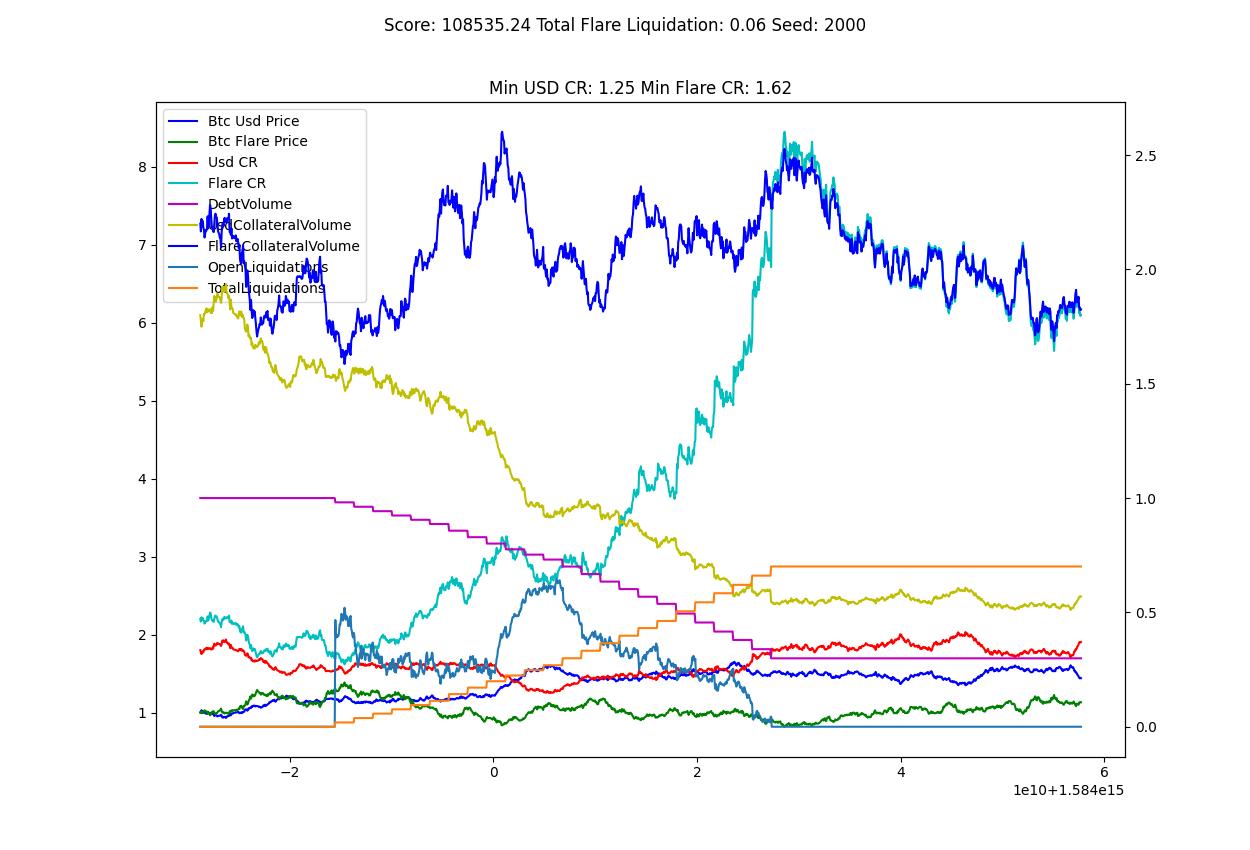 Score: 108535.24 Total Flare Liquidation: 0.06 Seed: 2000
Min USD CR: 1.25 Min Flare CR: 1.62
Btc Usd Price
Btc Flare Price
Usd CR
Flare CR
DebtVolume
UsdCollateralVolume
FlareCollateralVolume
OpenLiquidations
TotalLiquidations
8
7
6
5
4
3
2
1
2.5
2.0
1.5
1.0
0.5
0.0
−2
0
2
4
6
1e10+1.584e15